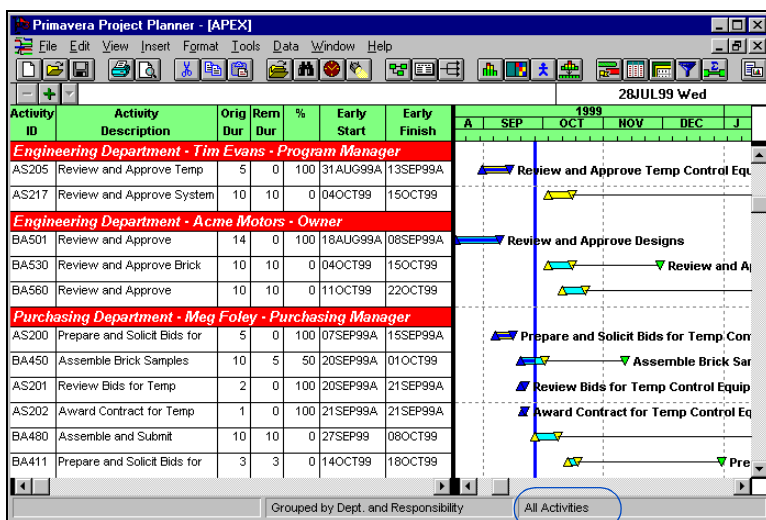 Primavera Project Planner - [APEX]
File Edit View Insert Format Tools Data Window Help
28JUL99 Wed
Activity ID Activity Description Orig Dur Rem Dur % Early Start Early Finish
1999
A SEP OCT NOV DEC J
Engineering Department - Tim Evans - Program Manager
AS205 Review and Approve Temp 5 0 100 31AUG99A 13SEP99A Review and Approve Temp Control Equ
AS217 Review and Approve System 10 10 0 04OCT99 15OCT99
Engineering Department - Acme Motors - Owner
BA501 Review and Approve 14 0 100 18AUG99A 08SEP99A Review and Approve Designs
BA530 Review and Approve Brick 10 10 0 04OCT99 15OCT99 Review and Ap
BA560 Review and Approve 10 10 0 11OCT99 22OCT99
Purchasing Department - Meg Foley - Purchasing Manager
AS200 Prepare and Solicit Bids for 5 0 100 07SEP99A 15SEP99A Prepare and Solicit Bids for Temp Con
BA450 Assemble Brick Samples 10 5 50 20SEP99A 01OCT99 Assemble Brick Sar
AS201 Review Bids for Temp 2 0 100 20SEP99A 21SEP99A Review Bids for Temp Control Equip
AS202 Award Contract for Temp 1 0 100 21SEP99A 21SEP99A Award Contract for Temp Control Eq
BA480 Assemble and Submit 10 10 0 27SEP99 08OCT99
BA411 Prepare and Solicit Bids for 3 3 0 14OCT99 18OCT99 Pre
Grouped by Dept. and Responsibility All Activities